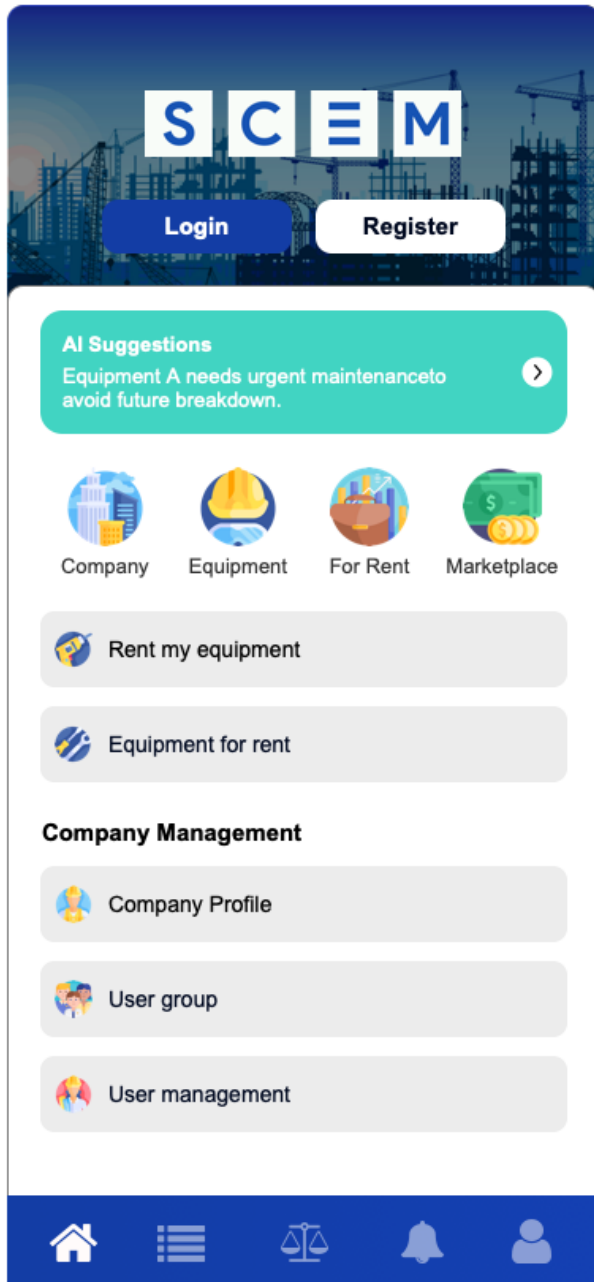 SCEM
Login
Register
AI Suggestions
Equipment A needs urgent maintenanceto
avoid future breakdown.
Company
Equipment
For Rent
Marketplace
Rent my equipment
Equipment for rent
Company Management
Company Profile
User group
User management